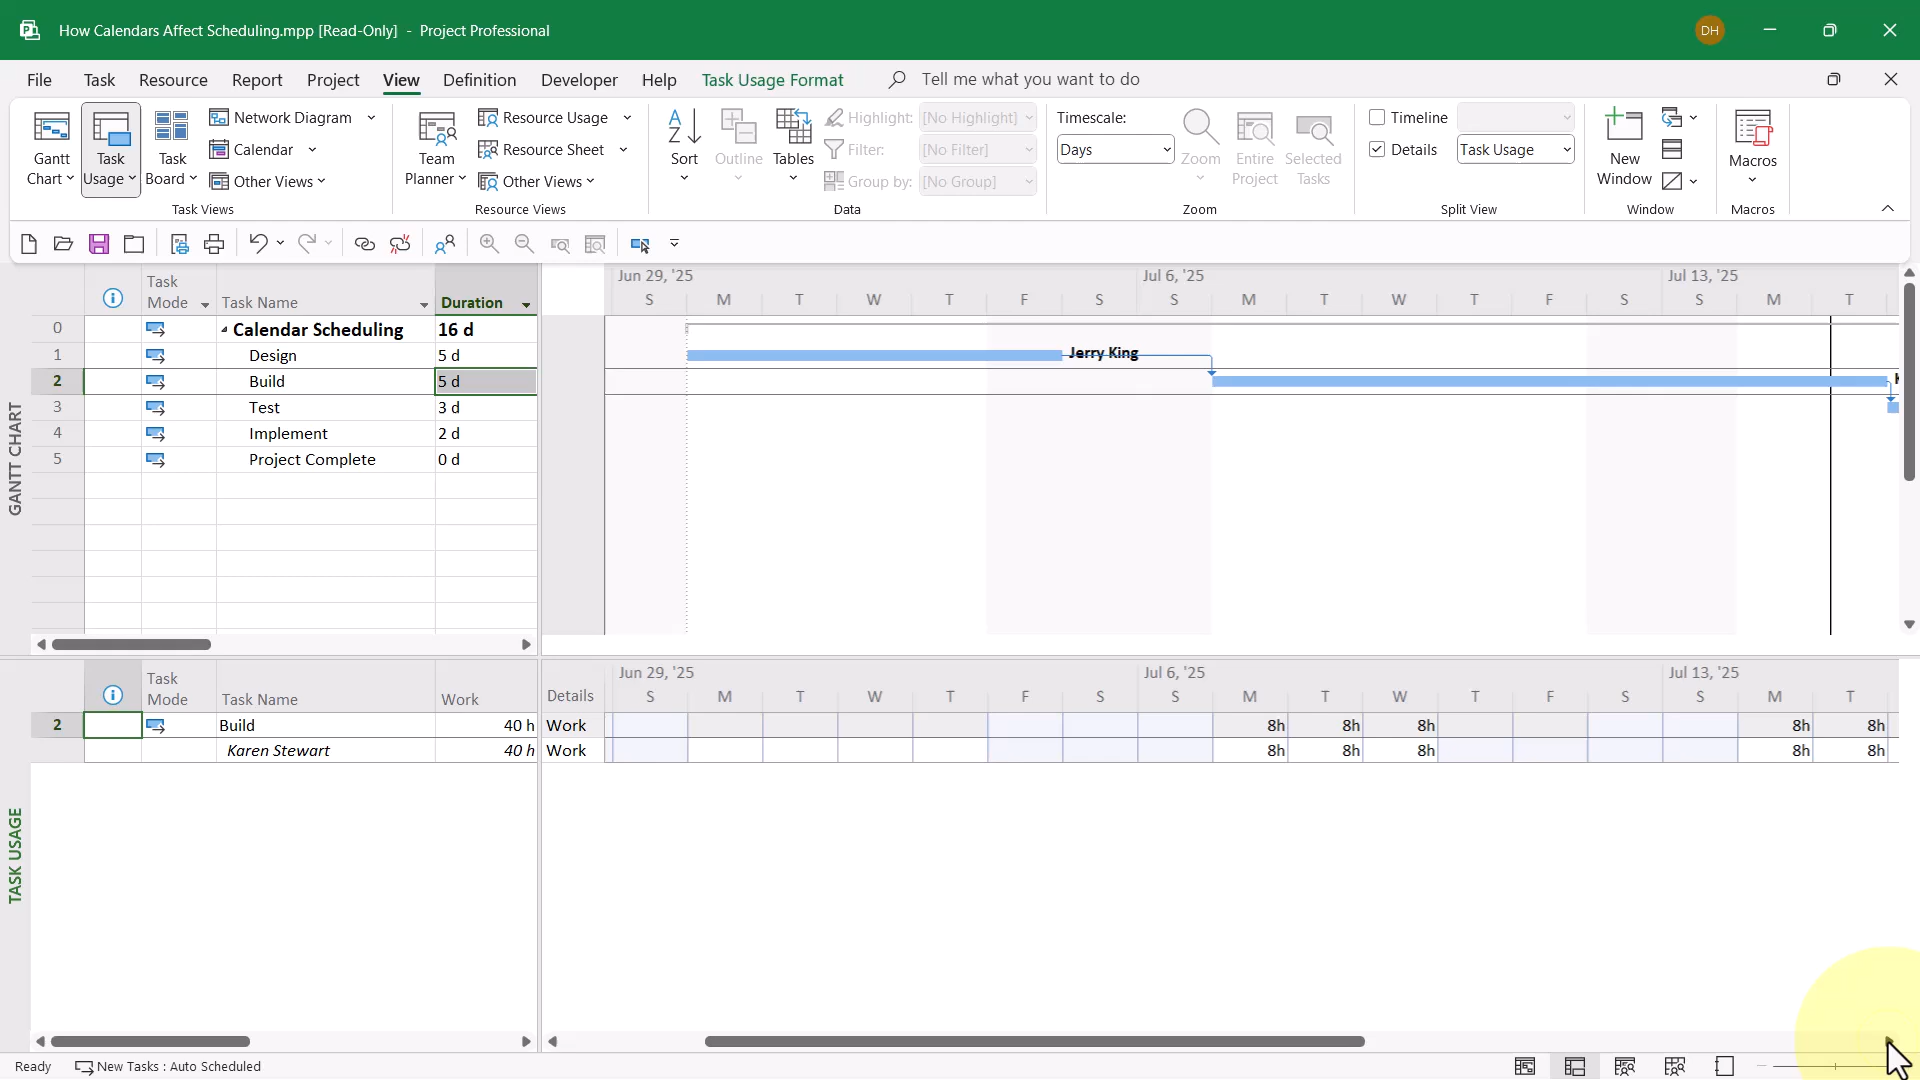 How Calendars Affect Scheduling.mpp [Read-Only] - Project Professional
DH
File Task Resource Report Project View Definition Developer Help Task Usage Format Tell me what you want to do
Gantt Chart
Task Usage
Task Board
Network Diagram
Calendar
Other Views
Task Views
Team Planner
Resource Usage
Resource Sheet
Other Views
Resource Views
Sort
Outline
Tables
Highlight: [No Highlight]
Filter: [No Filter]
Group by: [No Group]
Data
Timescale:
Days
Zoom
Entire Project
Selected Tasks
Zoom
Timeline
Details Task Usage
Split View
New Window
Window
Macros
Macros
GANTT CHART
Task Mode Task Name Duration
0 Calendar Scheduling 16 d
1 Design 5 d
2 Build 5 d
3 Test 3 d
4 Implement 2 d
5 Project Complete 0 d
Jun 29, '25 Jul 6, '25 Jul 13, '25
S M T W T F S S M T W T F S S M T
Jerry King
K
TASK USAGE
Task Mode Task Name Work Details
Jun 29, '25 Jul 6, '25 Jul 13, '25
S M T W T F S S M T W T F S S M T
2 Build 40 h Work 8h 8h 8h 8h 8h
Karen Stewart 40 h Work 8h 8h 8h 8h 8h
Ready New Tasks : Auto Scheduled